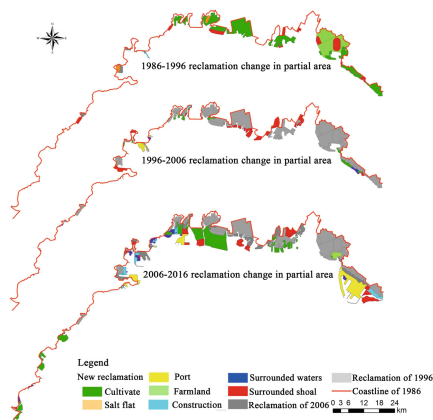 N
W E
S
1986-1996 reclamation change in partial area
1996-2006 reclamation change in partial area
2006-2016 reclamation change in partial area
Legend
New reclamation Port Surrounded waters Reclamation of 1996
Cultivate Farmland Surrounded shoal Coastline of 1986
Salt flat Construction Reclamation of 2006 0 3 6 12 18 24
km